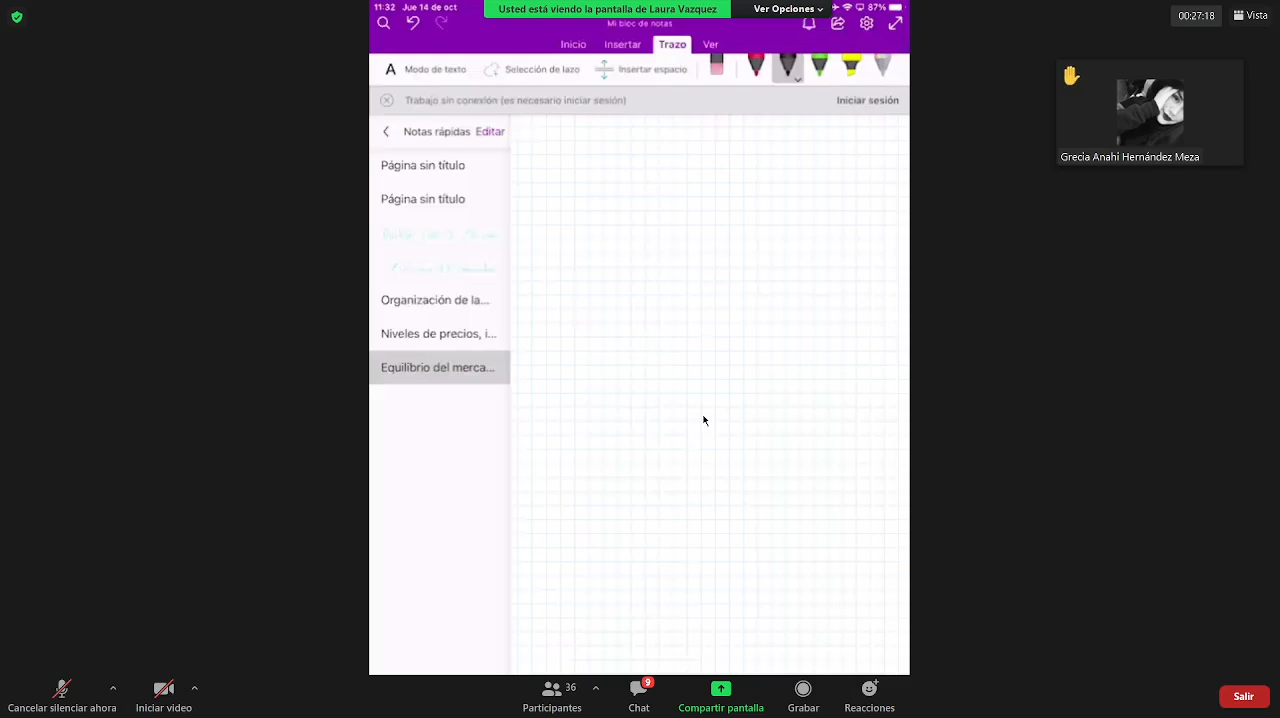 11:32 Jue 14 de oct
Usted está viendo la pantalla de Laura Vazquez
Ver Opciones
87%
00:27:18
Vista
Mi bloc de notas
Inicio
Insertar
Trazo
Ver
A Modo de texto
Selección de lazo
Insertar espacio
Trabajo sin conexión (es necesario iniciar sesión)
Iniciar sesión
Notas rápidas
Editar
Página sin título
Página sin título
Organización de la...
Niveles de precios, i...
Equilibrio del merca...
Grecia Anahí Hernández Meza
Cancelar silenciar ahora
Iniciar video
Participantes
36
Chat
9
Compartir pantalla
Grabar
Reacciones
Salir